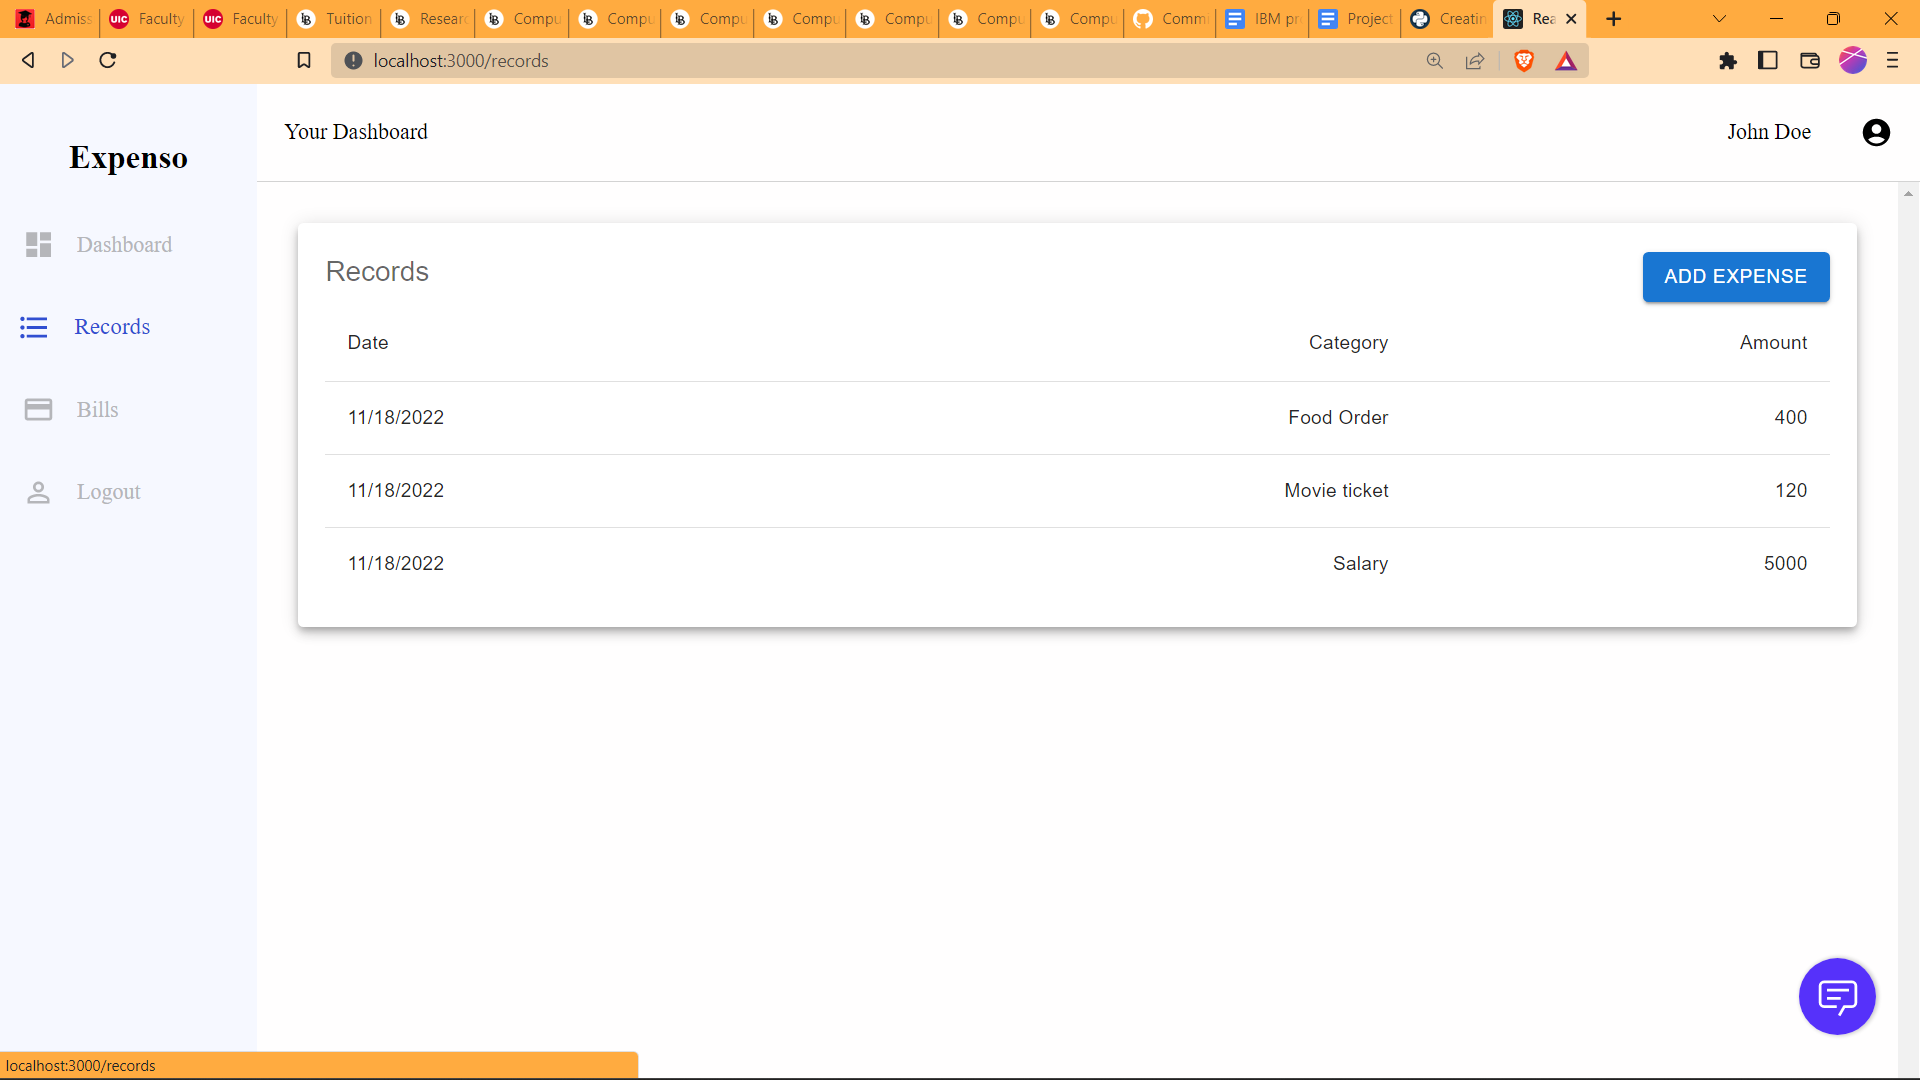 Admiss Faculty Faculty Tuition Resear Compu Compu Compu Compu Compu Compu Compu Comm IBM pr Project Creatin Rea
localhost:3000/records
Expenso
Your Dashboard
John Doe
Dashboard
Records
Bills
Logout
Records
ADD EXPENSE
Date Category Amount
11/18/2022 Food Order 400
11/18/2022 Movie ticket 120
11/18/2022 Salary 5000
localhost:3000/records